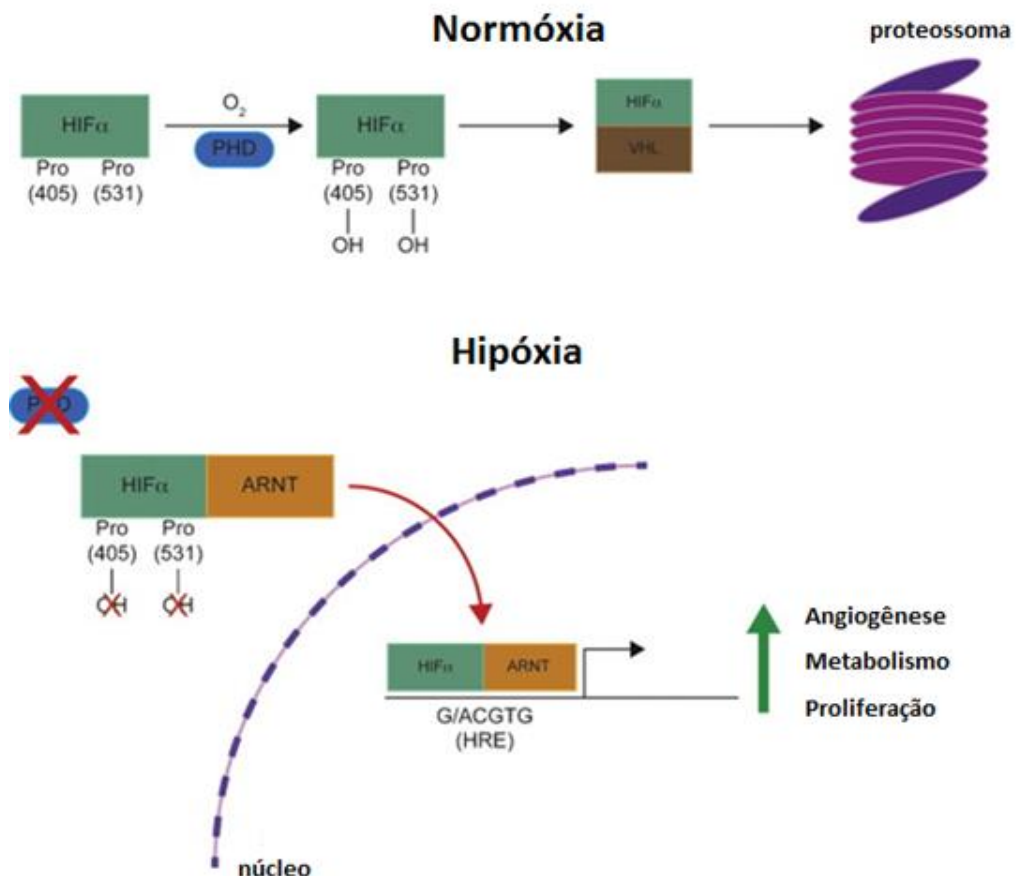 Normóxia
proteossoma
O2
HIFα
PHD
HIFα
HIFα
VHL
Pro Pro
(405) (531)
Pro Pro
(405) (531)
OH OH
Hipóxia
HIFα ARNT
Pro Pro
(405) (531)
OH OH
HIFα ARNT
G/ACGTG
(HRE)
Angiogênese
Metabolismo
Proliferação
núcleo